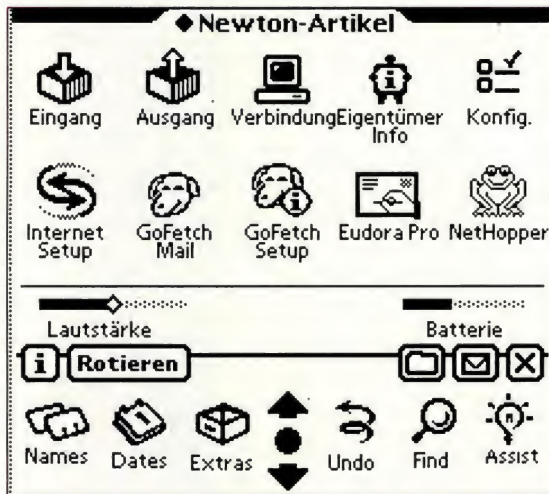 ◆Newton-Artikel
Eingang Ausgang Verbindung Eigentümer Info Konfig.
Internet Setup GoFetch Mail GoFetch Setup Eudora Pro NetHopper
Lautstärke Batterie
i Rotieren
Names Dates Extras Undo Find Assist